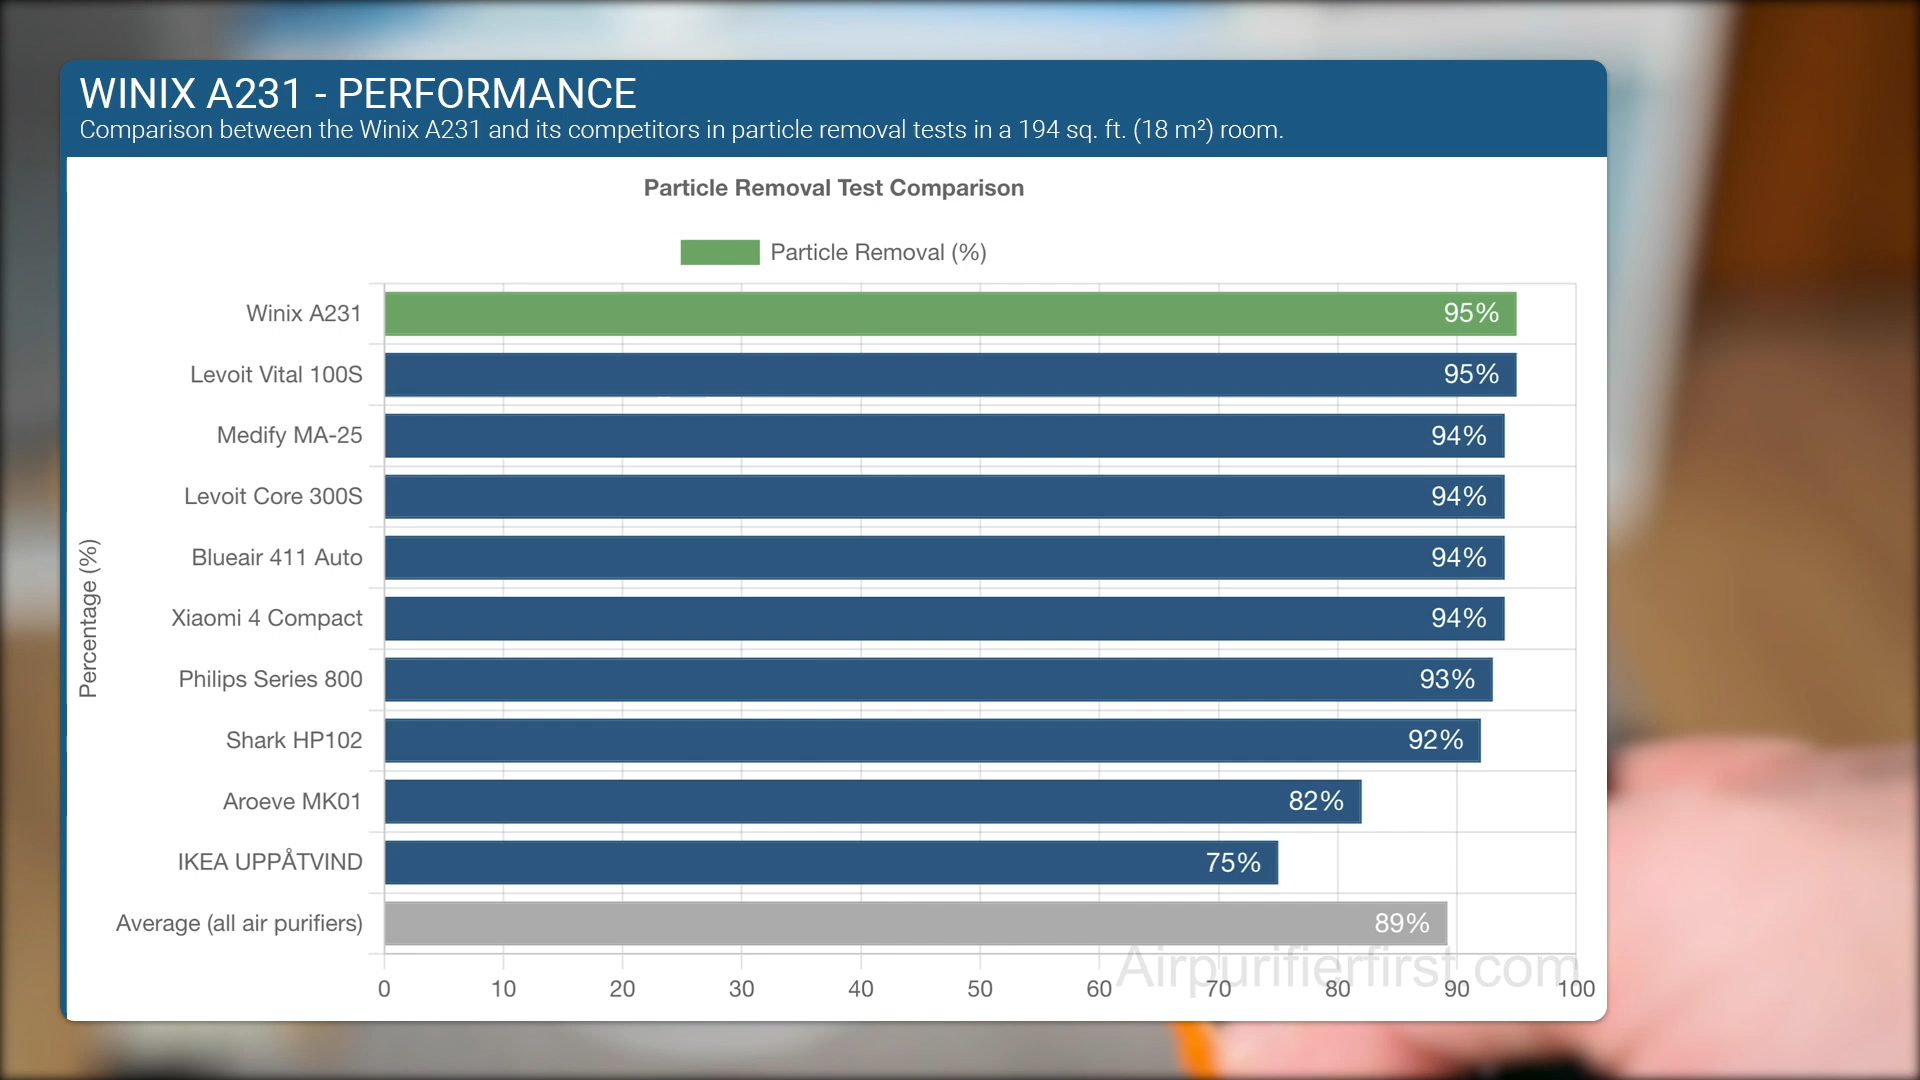 WINIX A231 - PERFORMANCE
Comparison between the Winix A231 and its competitors in particle removal tests in a 194 sq. ft. (18 m²) room.
Particle Removal Test Comparison
Particle Removal (%)
Percentage (%)
Winix A231 95%
Levoit Vital 100S 95%
Medify MA-25 94%
Levoit Core 300S 94%
Blueair 411 Auto 94%
Xiaomi 4 Compact 94%
Philips Series 800 93%
Shark HP102 92%
Aroeve MK01 82%
IKEA UPPÅTVIND 75%
Average (all air purifiers) 89%
Airpurifierfirst.com
0 10 20 30 40 50 60 70 80 90 100